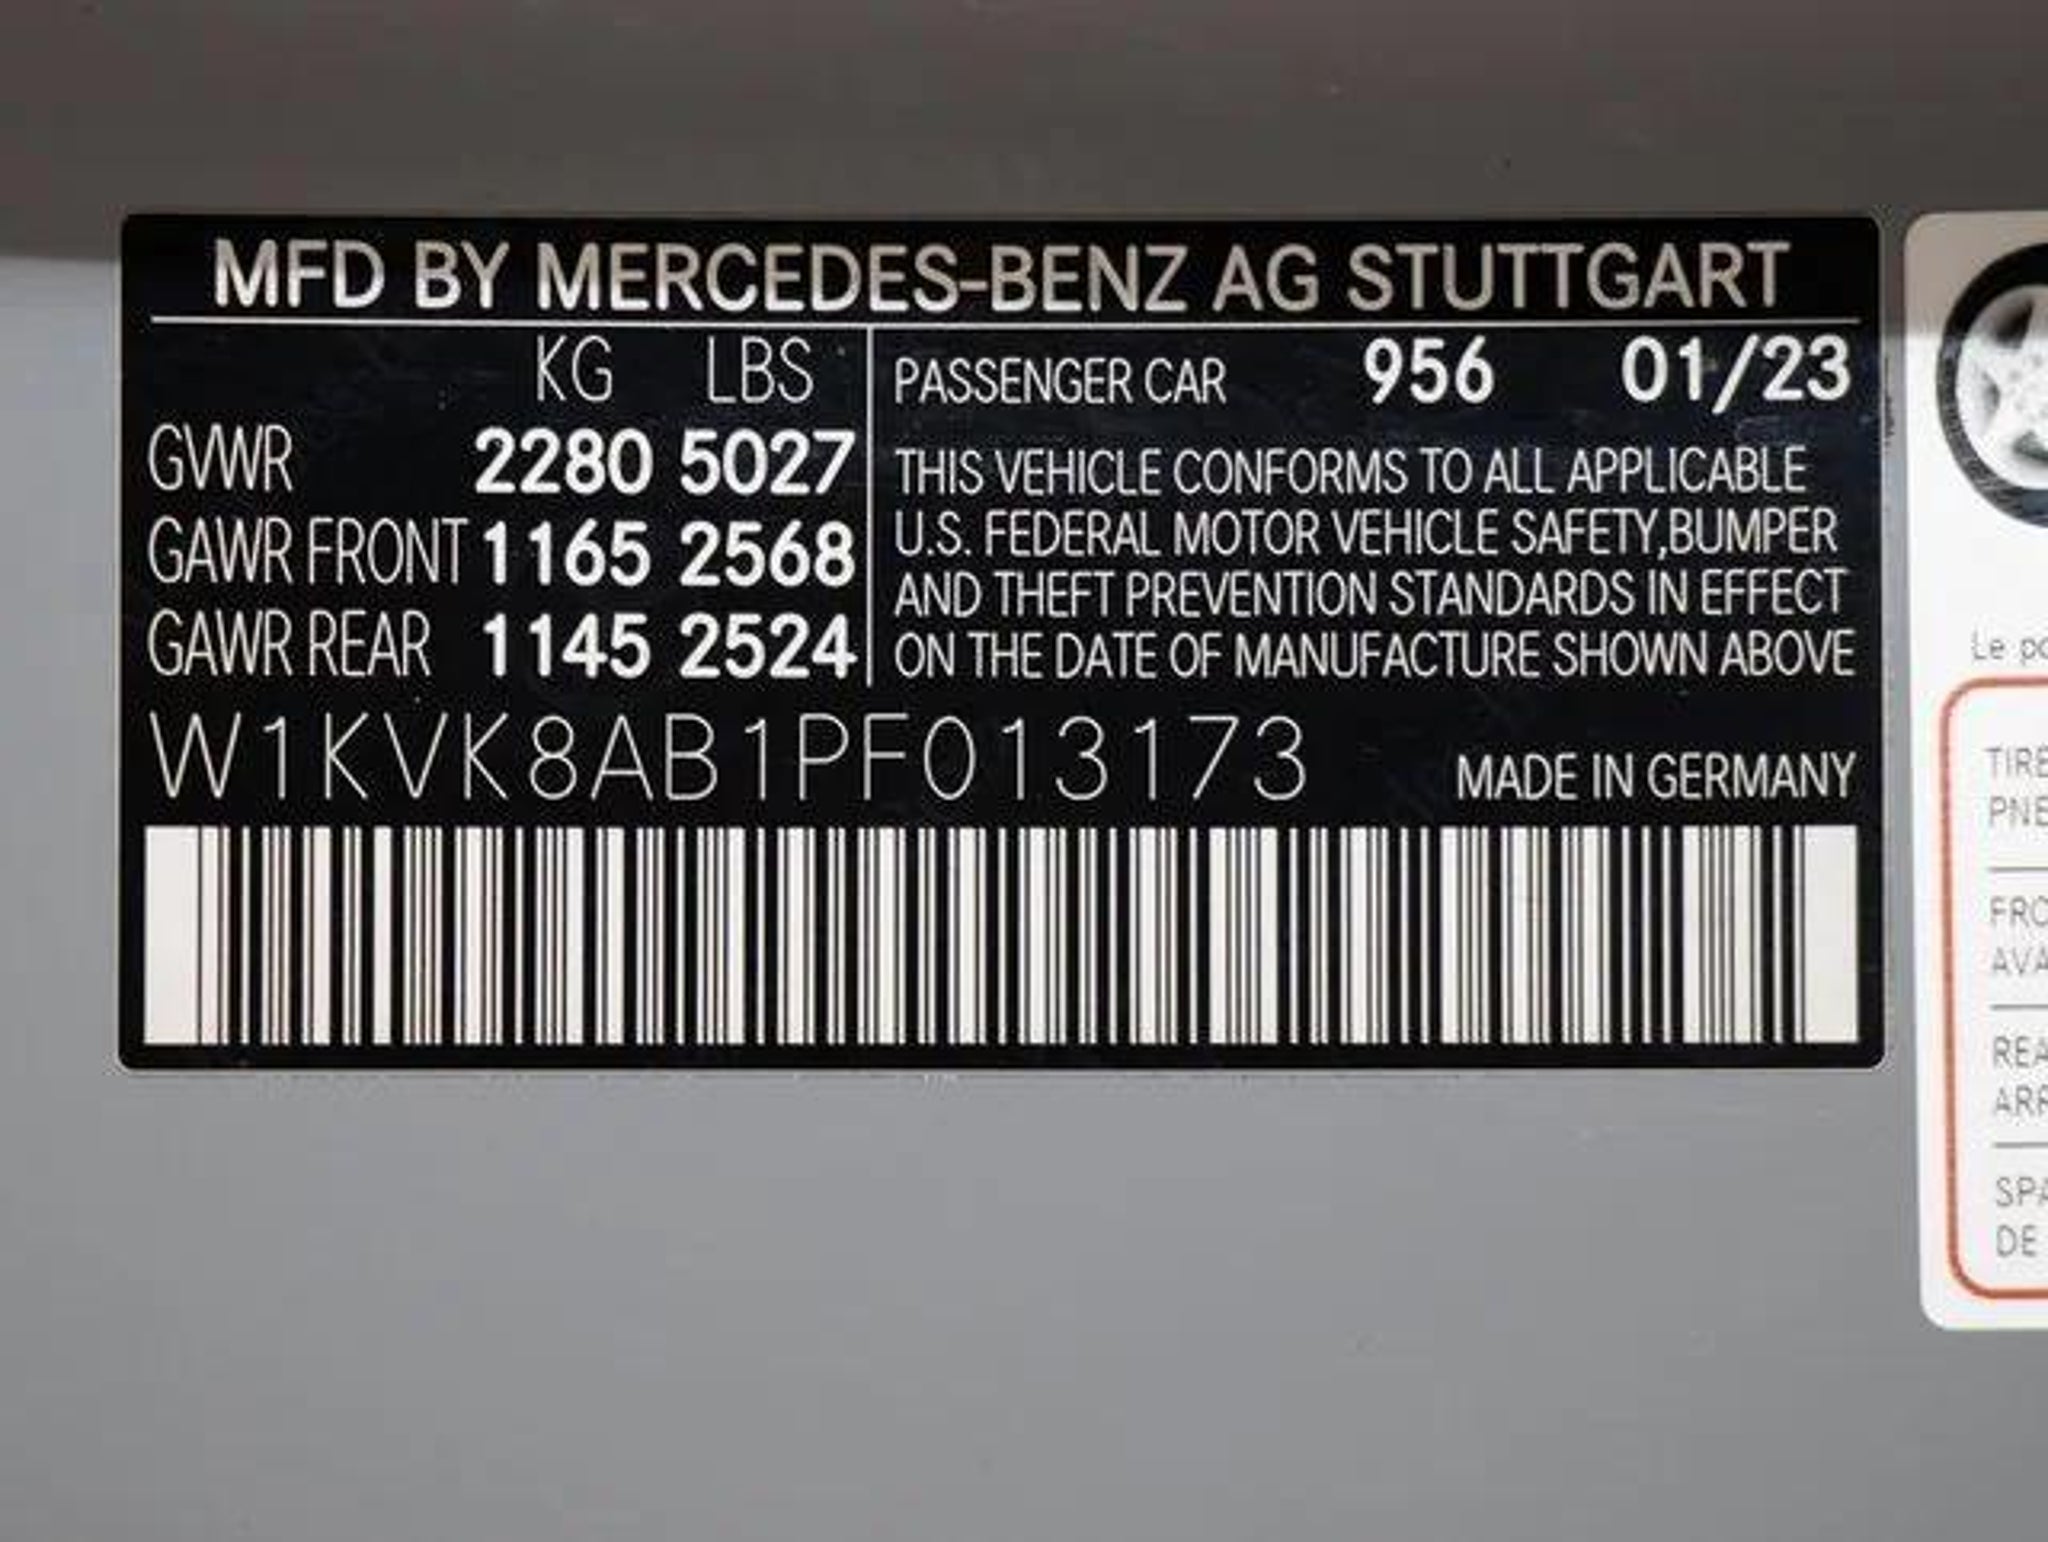 MFD BY MERCEDES-BENZ AG STUTTGART
KG LBS
GVWR 2280 5027
GAWR FRONT 1165 2568
GAWR REAR 1145 2524
PASSENGER CAR 956 01/23
THIS VEHICLE CONFORMS TO ALL APPLICABLE
U.S. FEDERAL MOTOR VEHICLE SAFETY,BUMPER
AND THEFT PREVENTION STANDARDS IN EFFECT
ON THE DATE OF MANUFACTURE SHOWN ABOVE
W1KVK8AB1PF013173
MADE IN GERMANY
Le
DE